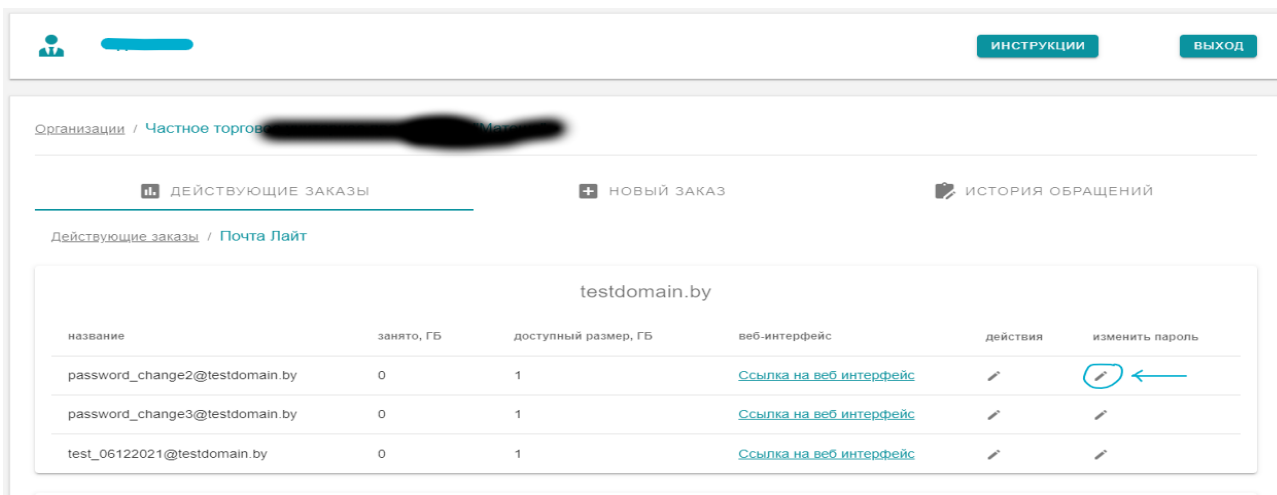 ИНСТРУКЦИИ ВЫХОД
Организации / Частное торгов
ДЕЙСТВУЮЩИЕ ЗАКАЗЫ НОВЫЙ ЗАКАЗ ИСТОРИЯ ОБРАЩЕНИЙ
Действующие заказы / Почта Лайт
testdomain.by
название занято, ГБ доступный размер, ГБ веб-интерфейс действия изменить пароль
password_change2@testdomain.by 0 1 Ссылка на веб интерфейс
password_change3@testdomain.by 0 1 Ссылка на веб интерфейс
test_06122021@testdomain.by 0 1 Ссылка на веб интерфейс